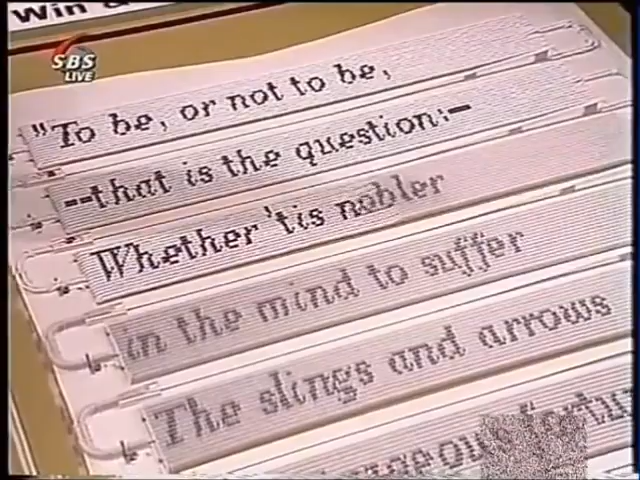 Win
SBS
LIVE
"To be, or not to be,
--that is the question:—
Whether 'tis nobler
in the mind to suffer
The slings and arrows